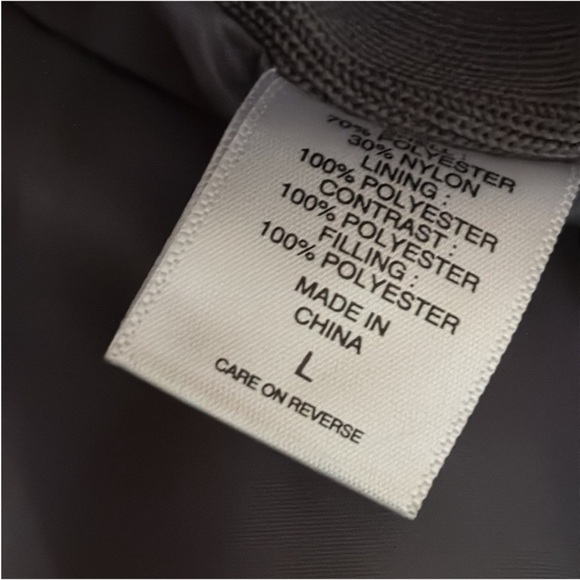 70% POLYESTER
30% NYLON
LINING :
100% POLYESTER
CONTRAST :
100% POLYESTER
FILLING :
100% POLYESTER
MADE IN
CHINA
L
CARE ON REVERSE